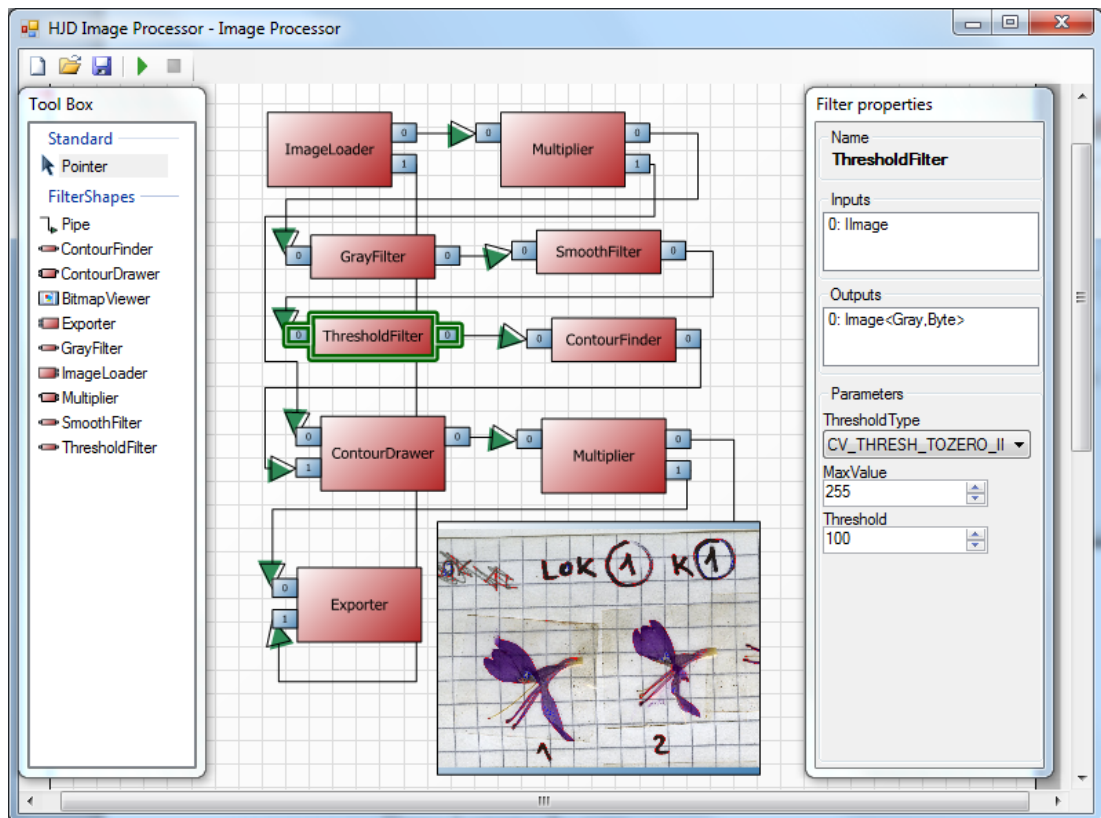 HJD Image Processor - Image Processor
Tool Box
Standard
Pointer
FilterShapes
Pipe
ContourFinder
ContourDrawer
BitmapViewer
Exporter
GrayFilter
ImageLoader
Multiplier
SmoothFilter
ThresholdFilter
ImageLoader
0
1
0
Multiplier
0
1
0
GrayFilter
0
0
SmoothFilter
0
0
ThresholdFilter
0
0
ContourFinder
0
0
1
ContourDrawer
0
0
Multiplier
0
1
0
1
Exporter
LOK 1 K 1
1
2
Filter properties
Name
ThresholdFilter
Inputs
0: IImage
Outputs
0: Image<Gray,Byte>
Parameters
ThresholdType
CV_THRESH_TOZERO_II
MaxValue
255
Threshold
100